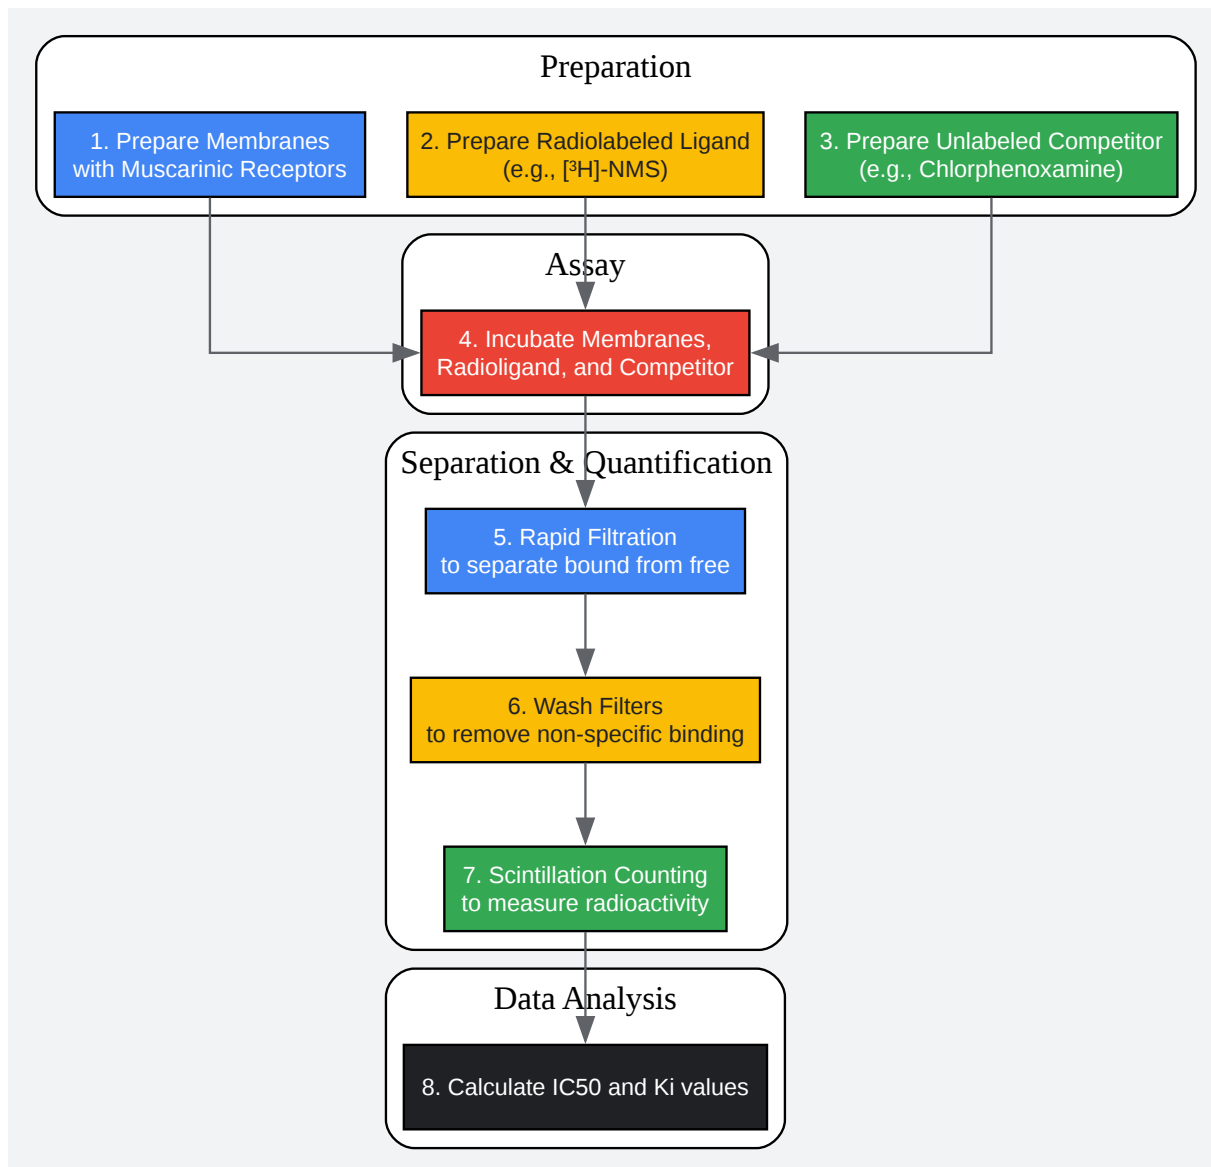 Preparation
1. Prepare Membranes
with Muscarinic Receptors
2. Prepare Radiolabeled Ligand
(e.g., [³H]-NMS)
3. Prepare Unlabeled Competitor
(e.g., Chlorphenoxamine)
Assay
4. Incubate Membranes,
Radioligand, and Competitor
Separation & Quantification
5. Rapid Filtration
to separate bound from free
6. Wash Filters
to remove non-specific binding
7. Scintillation Counting
to measure radioactivity
Data Analysis
8. Calculate IC50 and Ki values